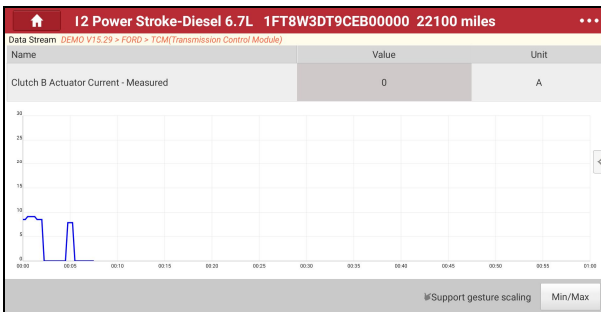 I2 Power Stroke-Diesel 6.7L 1FT8W3DT9CEB00000 22100 miles
Data Stream DEMO V15.29 > FORD > TCM(Transmission Control Module)
Name Value Unit
Clutch B Actuator Current - Measured 0 A
30
25
20
15
10
5
0
00:00 00:05 00:10 00:15 00:20 00:25 00:30 00:35 00:40 00:45 00:50 00:55 01:00
Support gesture scaling Min/Max